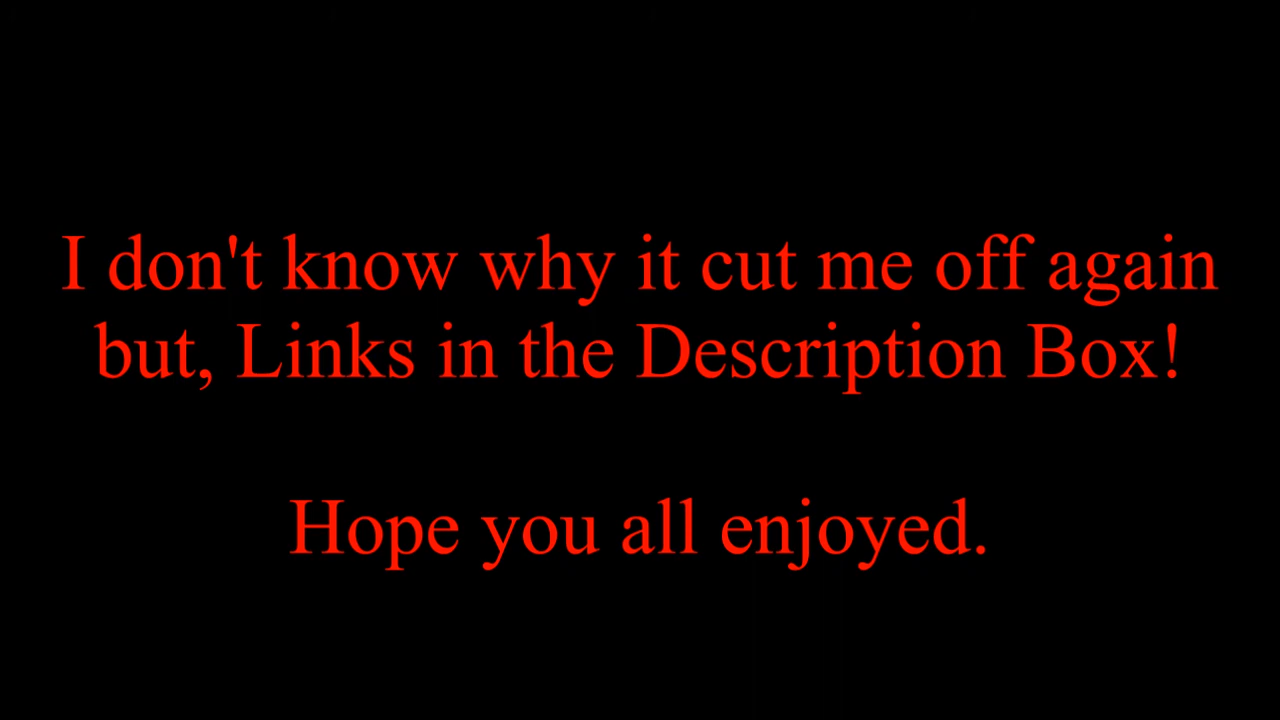 I don't know why it cut me off again
but, Links in the Description Box!
Hope you all enjoyed.